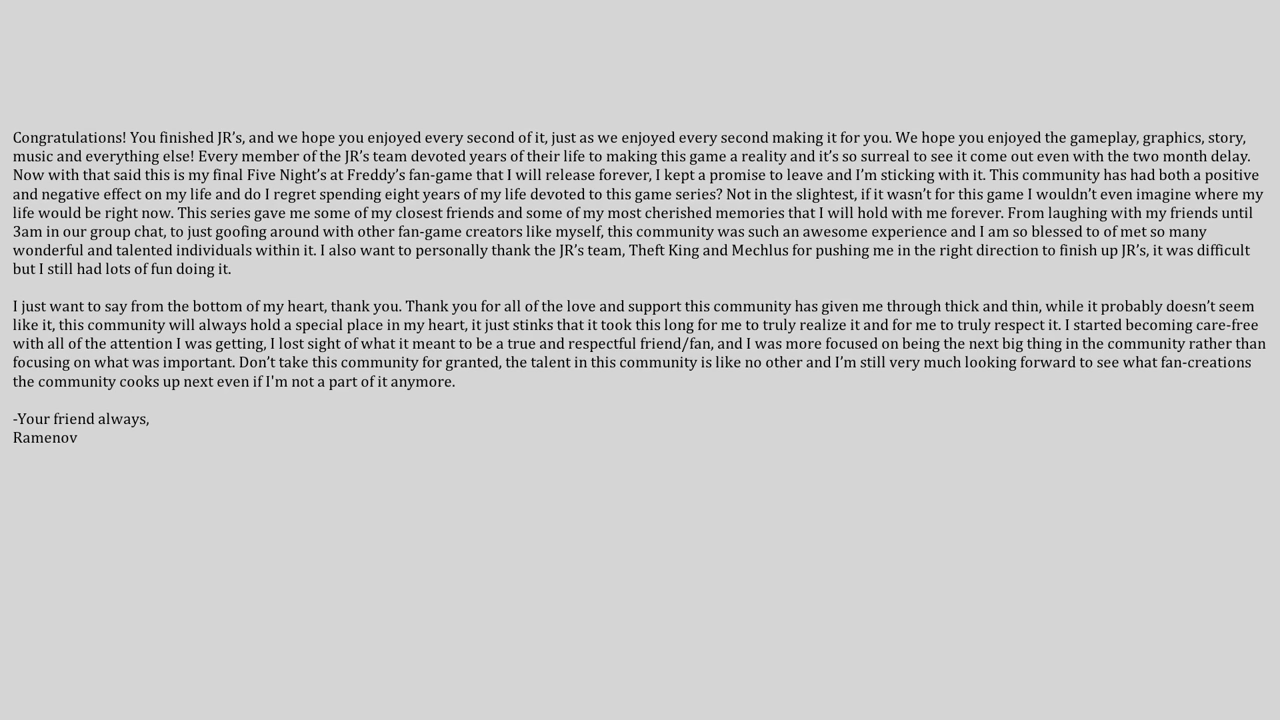 Congratulations! You finished JR’s, and we hope you enjoyed every second of it, just as we enjoyed every second making it for you. We hope you enjoyed the gameplay, graphics, story,
music and everything else! Every member of the JR’s team devoted years of their life to making this game a reality and it’s so surreal to see it come out even with the two month delay.
Now with that said this is my final Five Night’s at Freddy’s fan-game that I will release forever, I kept a promise to leave and I’m sticking with it. This community has had both a positive
and negative effect on my life and do I regret spending eight years of my life devoted to this game series? Not in the slightest, if it wasn’t for this game I wouldn’t even imagine where my
life would be right now. This series gave me some of my closest friends and some of my most cherished memories that I will hold with me forever. From laughing with my friends until
3am in our group chat, to just goofing around with other fan-game creators like myself, this community was such an awesome experience and I am so blessed to of met so many
wonderful and talented individuals within it. I also want to personally thank the JR’s team, Theft King and Mechlus for pushing me in the right direction to finish up JR’s, it was difficult
but I still had lots of fun doing it.
I just want to say from the bottom of my heart, thank you. Thank you for all of the love and support this community has given me through thick and thin, while it probably doesn’t seem
like it, this community will always hold a special place in my heart, it just stinks that it took this long for me to truly realize it and for me to truly respect it. I started becoming care-free
with all of the attention I was getting, I lost sight of what it meant to be a true and respectful friend/fan, and I was more focused on being the next big thing in the community rather than
focusing on what was important. Don’t take this community for granted, the talent in this community is like no other and I’m still very much looking forward to see what fan-creations
the community cooks up next even if I'm not a part of it anymore.
-Your friend always,
Ramenov